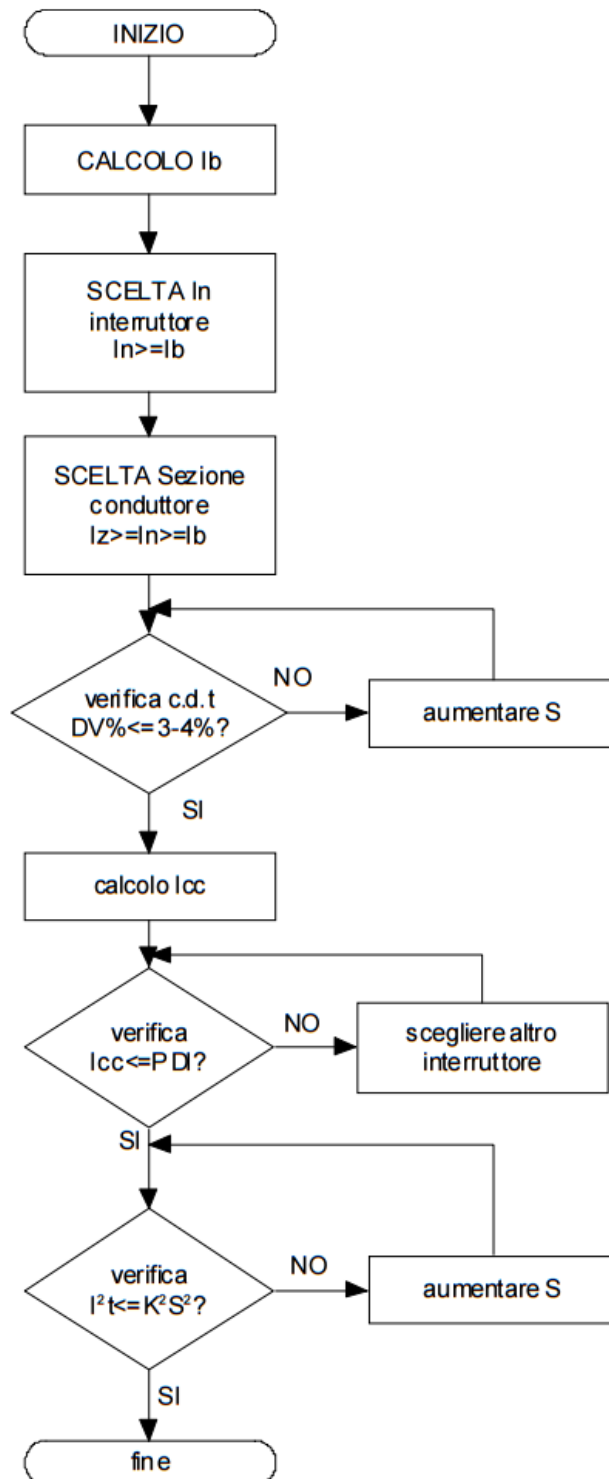 INIZIO
CALCOLO Ib
SCELTA In
interruttore
In>=Ib
SCELTA Sezione
conduttore
Iz>=In>=Ib
verifica c.d.t
DV%<=3-4%?
NO
aumentare S
SI
calcolo Icc
verifica
Icc<=PDI?
NO
scegliere altro
interruttore
SI
verifica
I²t<=K²S²?
NO
aumentare S
SI
fine